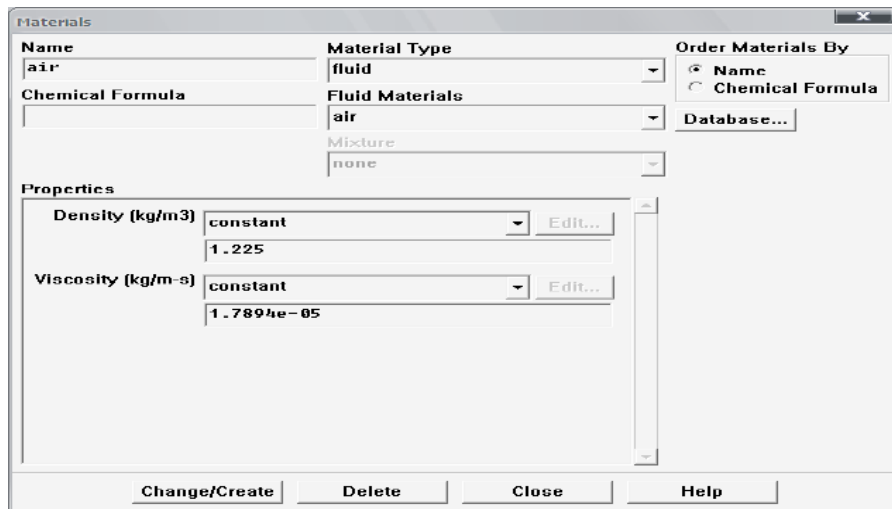 Materials
Name
air
Chemical Formula
Material Type
fluid
Fluid Materials
air
Mixture
none
Order Materials By
Name
Chemical Formula
Database...
Properties
Density (kg/m3) constant Edit...
1.225
Viscosity (kg/m-s) constant Edit...
1.7894e-05
Change/Create Delete Close Help